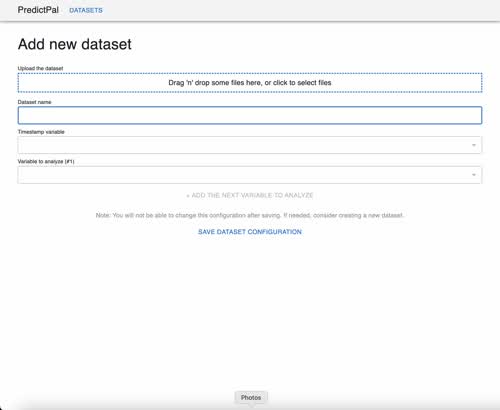 PredictPal DATASETS
Add new dataset
Upload the dataset
Drag 'n' drop some files here, or click to select files
Dataset name
Timestamp variable
Variable to analyze (#1)
+ ADD THE NEXT VARIABLE TO ANALYZE
Note: You will not be able to change this configuration after saving. If needed, consider creating a new dataset.
SAVE DATASET CONFIGURATION
Photos